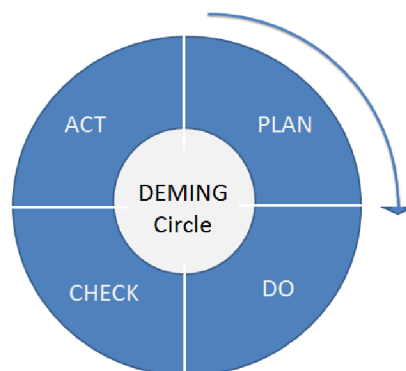 ACT
PLAN
DEMING
Circle
CHECK
DO